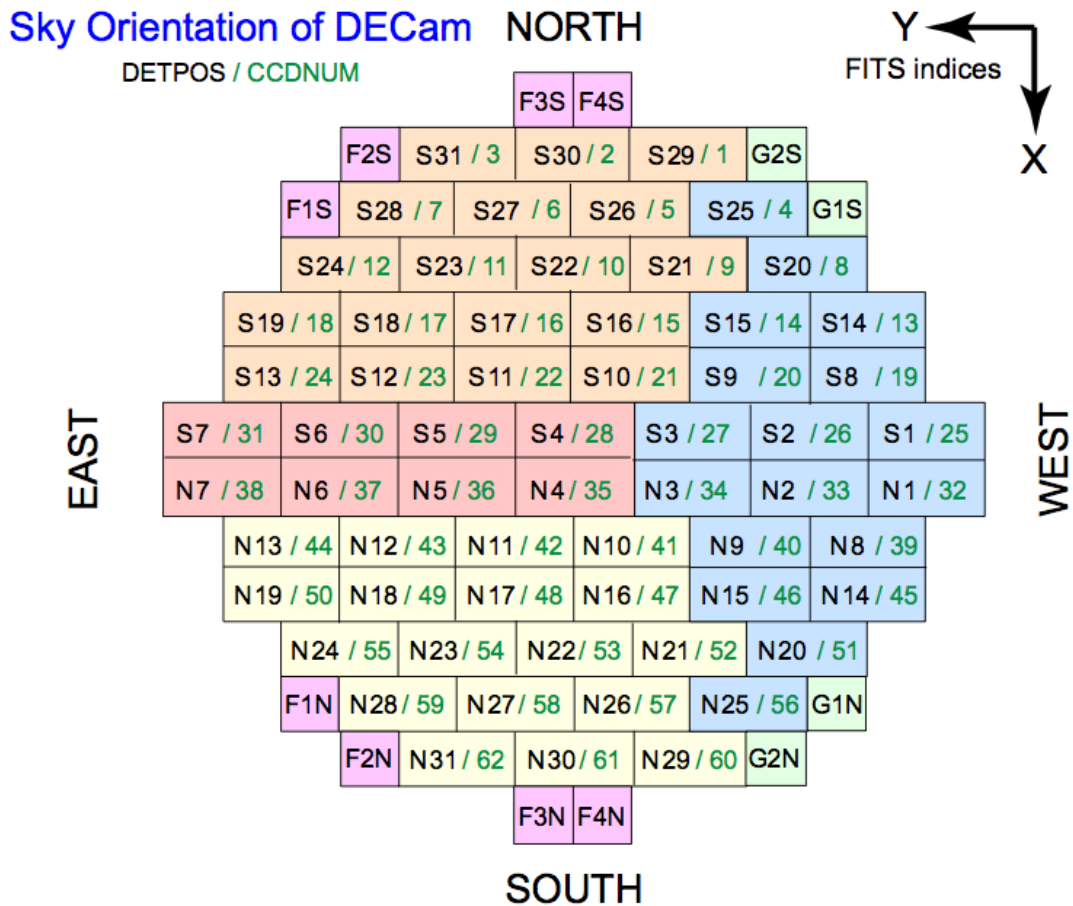 Sky Orientation of DECam NORTH Y
DETPOS / CCDNUM FITS indices
F3S F4S
X
F2S S31 / 3 S30 / 2 S29 / 1 G2S
F1S S28 / 7 S27 / 6 S26 / 5 S25 / 4 G1S
S24 / 12 S23 / 11 S22 / 10 S21 / 9 S20 / 8
S19 / 18 S18 / 17 S17 / 16 S16 / 15 S15 / 14 S14 / 13
S13 / 24 S12 / 23 S11 / 22 S10 / 21 S9 / 20 S8 / 19
EAST
S7 / 31 S6 / 30 S5 / 29 S4 / 28 S3 / 27 S2 / 26 S1 / 25
N7 / 38 N6 / 37 N5 / 36 N4 / 35 N3 / 34 N2 / 33 N1 / 32
WEST
N13 / 44 N12 / 43 N11 / 42 N10 / 41 N9 / 40 N8 / 39
N19 / 50 N18 / 49 N17 / 48 N16 / 47 N15 / 46 N14 / 45
N24 / 55 N23 / 54 N22 / 53 N21 / 52 N20 / 51
F1N N28 / 59 N27 / 58 N26 / 57 N25 / 56 G1N
F2N N31 / 62 N30 / 61 N29 / 60 G2N
F3N F4N
SOUTH